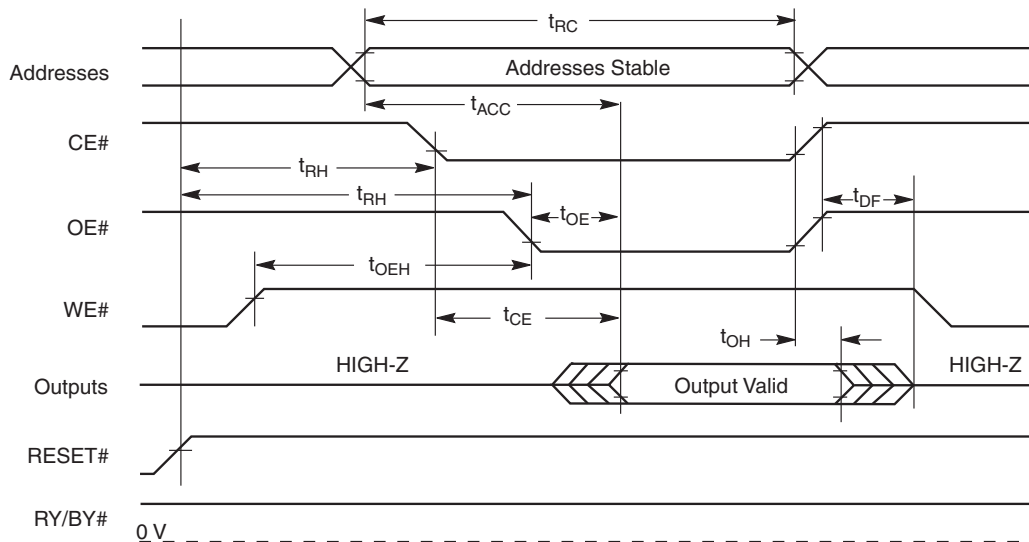 tRC
Addresses
Addresses Stable
tACC
CE#
tRH
tRH
tDF
OE#
tOE
tOEH
WE#
tCE
tOH
HIGH-Z
HIGH-Z
Outputs
Output Valid
RESET#
RY/BY#
0 V